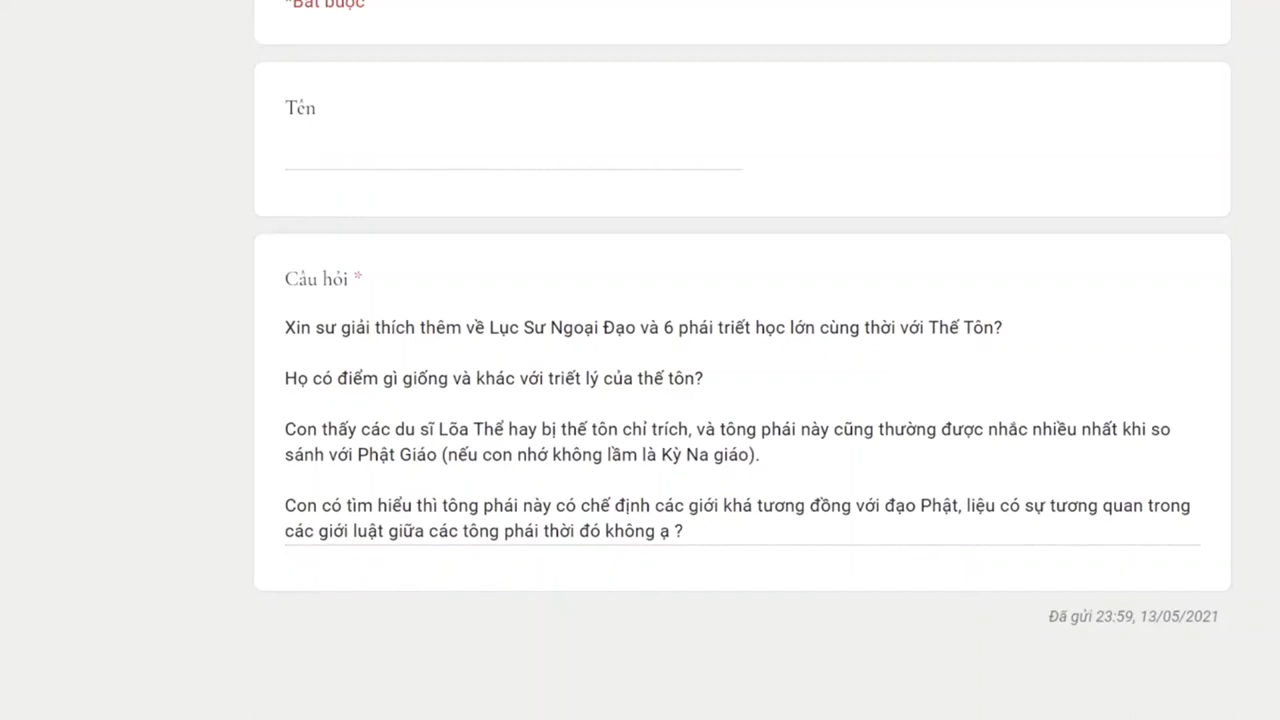 *Bắt buộc
Tên
Câu hỏi *
Xin sư giải thích thêm về Lục Sư Ngoại Đạo và 6 phái triết học lớn cùng thời với Thế Tôn?
Họ có điểm gì giống và khác với triết lý của thế tôn?
Con thấy các du sĩ Lõa Thể hay bị thế tôn chỉ trích, và tông phái này cũng thường được nhắc nhiều nhất khi so
sánh với Phật Giáo (nếu con nhớ không lầm là Kỳ Na giáo).
Con có tìm hiểu thì tông phái này có chế định các giới khá tương đồng với đạo Phật, liệu có sự tương quan trong
các giới luật giữa các tông phái thời đó không ạ ?
Đã gửi 23:59, 13/05/2021